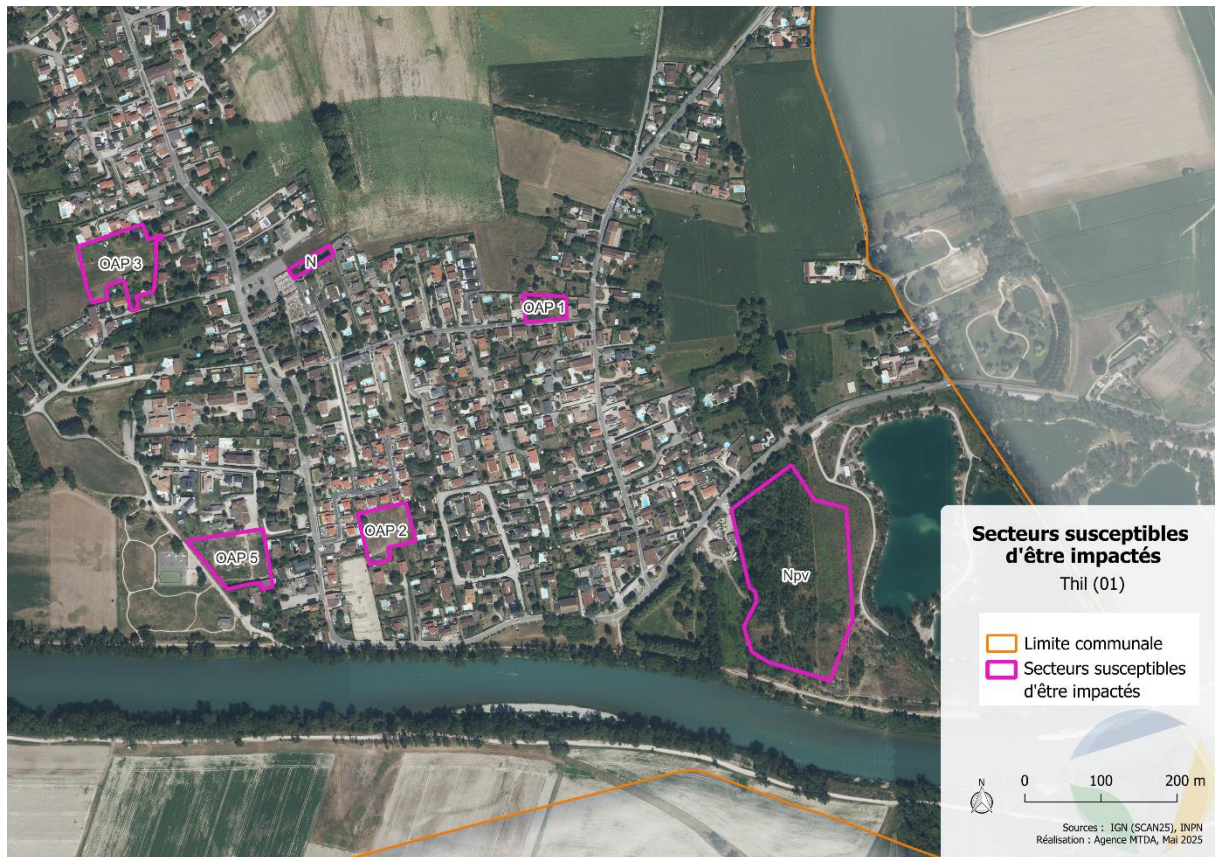 OAP 3
N
OAP 1
OAP 2
OAP 5
Npv
Secteurs susceptibles
d'être impactés
Thil (01)
Limite communale
Secteurs susceptibles
d'être impactés
N
0 100 200 m
Sources : IGN (SCAN25), INPN
Réalisation : Agence MTDA, Mai 2025